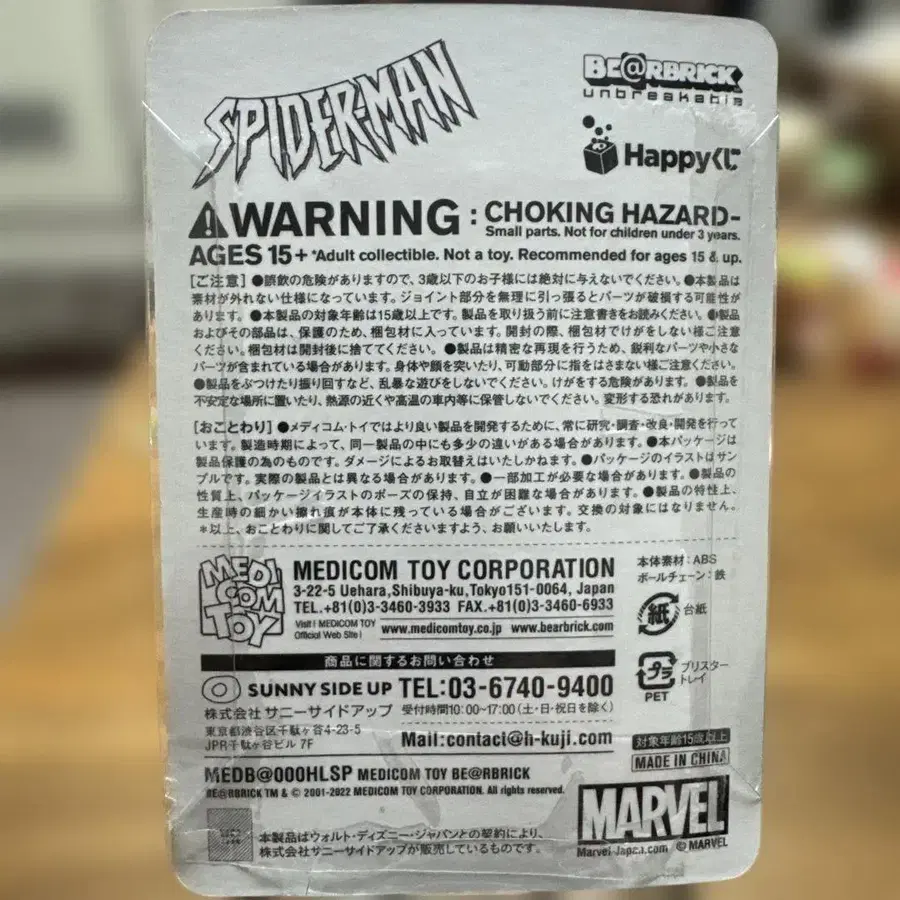 SPIDER-MAN
BE@RBRICK
unbreakable
Happyくじ
WARNING : CHOKING HAZARD-
Small parts. Not for children under 3 years.
AGES 15+ *Adult collectible. Not a toy. Recommended for ages 15 & up.
[ご注意] ●誤飲の危険がありますので、3歳以下のお子様には絶対に与えないでください。●本製品は
素材が外れない仕様になっています。ジョイント部分を無理に引っ張るとパーツが破損する可能性が
あります。●本製品の対象年齢は15歳以上です。製品を取り扱う前に注意書きをお読みください。●製品
およびその部品は、保護のため、梱包材に入っています。開封の際、梱包材でけがをしない様ご注意
ください。梱包材は開封後に捨ててください。●製品は精密な再現を行うため、鋭利なパーツや小さな
パーツが含まれている場合があります。身体や顔を突いたり、可動部分に指をはさまない様ご注意ください。
●製品をぶつけたり振り回すなど、乱暴な遊びをしないでください。けがをする危険があります。●製品を
不安定な場所に置いたり、熱源の近くや高温の車内等に保管しないでください。変形する恐れがあります。
[おことわり] ●メディコム・トイではより良い製品を開発するために、常に研究・調査・改良・開発を行って
います。製造時期によって、同一製品の中にも多少の違いがある場合があります。●本パッケージは
製品保護の為のものです。ダメージによるお取替えはいたしかねます。●パッケージのイラストはサン
プルです。実際の製品とは異なる場合があります。●一部加工が必要な場合があります。●製品の
性質上、パッケージイラストのポーズの保持、自立が困難な場合があります。●製品の特性上、
生産時の細かい擦れ痕が本体に残っている場合がございます。交換の対象にはなりません。
＊以上、おことわりに関してご了承くださいますよう、お願いいたします。
MEDICOM TOY
MEDICOM TOY CORPORATION
3-22-5 Uehara,Shibuya-ku,Tokyo151-0064, Japan
TEL.+81(0)3-3460-3933 FAX.+81(0)3-3460-6933
Visit! MEDICOM TOY
Official Web Site!
www.medicomtoy.co.jp www.bearbrick.com
本体素材：ABS
ボールチェーン：鉄
紙 台紙
プラ
PET
ブリスター
トレイ
商品に関するお問い合わせ
SUNNY SIDE UP TEL:03-6740-9400
株式会社 サニーサイドアップ 受付時間10:00〜17:00（土・日・祝日を除く）
東京都渋谷区千駄ヶ谷4-23-5
JPR千駄ヶ谷ビル 7F
Mail:contact@h-kuji.com
対象年齢15歳以上
MADE IN CHINA
MEDB@000HLSP MEDICOM TOY BE@RBRICK
BE@RBRICK TM & © 2001-2022 MEDICOM TOY CORPORATION. All rights reserved.
本製品はウォルト・ディズニー・ジャパンとの契約により、
株式会社サニーサイドアップが販売しているものです。
MARVEL
Marvel-Japan.com © MARVEL